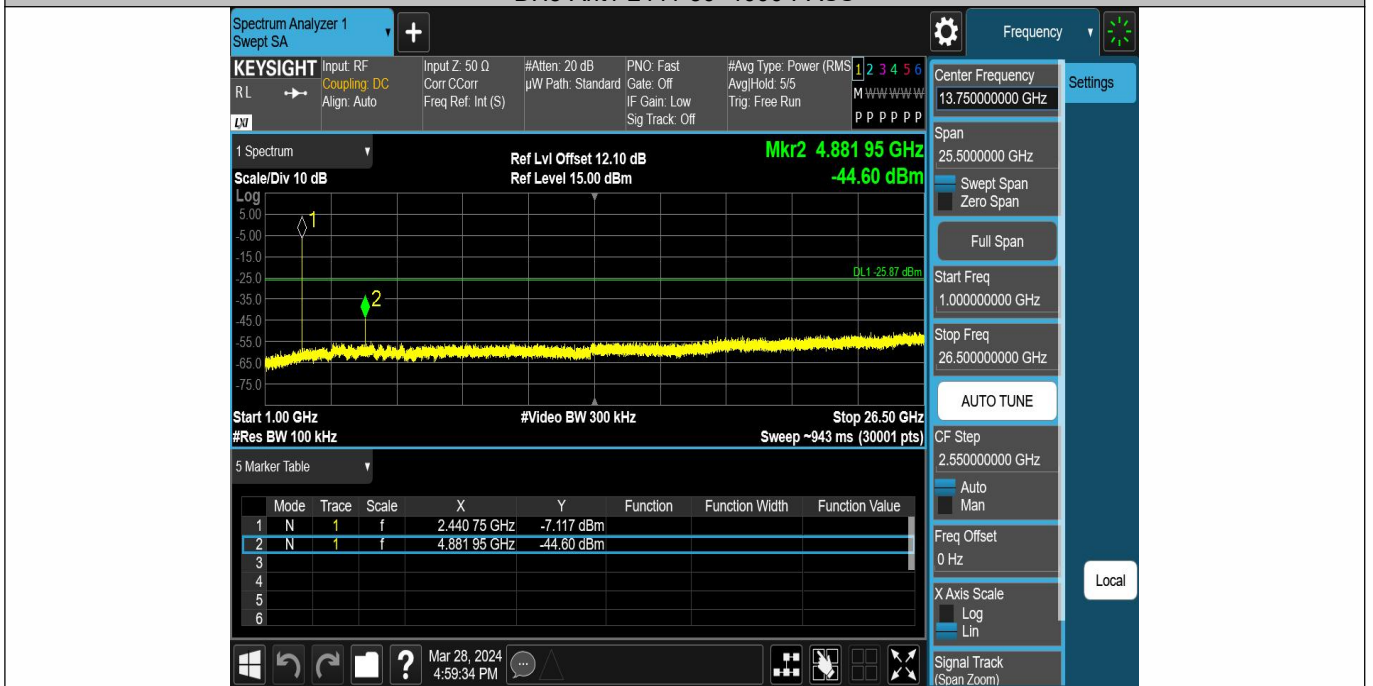 Spectrum Analyzer 1
Swept SA
Frequency
KEYSIGHT
RL
LXI
Input: RF
Coupling: DC
Align: Auto
Input Z: 50 Ω
Corr CCorr
Freq Ref: Int (S)
#Atten: 20 dB
µW Path: Standard
PNO: Fast
Gate: Off
IF Gain: Low
Sig Track: Off
#Avg Type: Power (RMS
Avg|Hold: 5/5
Trig: Free Run
1 2 3 4 5 6
M W W W W W
P P P P P P
1 Spectrum
Scale/Div 10 dB
Ref Lvl Offset 12.10 dB
Ref Level 15.00 dBm
Mkr2 4.881 95 GHz
-44.60 dBm
Log
5.00
-5.00
-15.0
-25.0
-35.0
-45.0
-55.0
-65.0
-75.0
1
2
DL1 -25.87 dBm
Start 1.00 GHz
#Video BW 300 kHz
Stop 26.50 GHz
#Res BW 100 kHz
Sweep ~943 ms (30001 pts)
5 Marker Table
Mode Trace Scale X Y Function Function Width Function Value
1 N 1 f 2.440 75 GHz -7.117 dBm
2 N 1 f 4.881 95 GHz -44.60 dBm
3
4
5
6
Mar 28, 2024
4:59:34 PM
Center Frequency
13.750000000 GHz
Settings
Span
25.5000000 GHz
Swept Span
Zero Span
Full Span
Start Freq
1.000000000 GHz
Stop Freq
26.500000000 GHz
AUTO TUNE
CF Step
2.550000000 GHz
Auto
Man
Freq Offset
0 Hz
X Axis Scale
Log
Lin
Local
Signal Track
(Span Zoom)